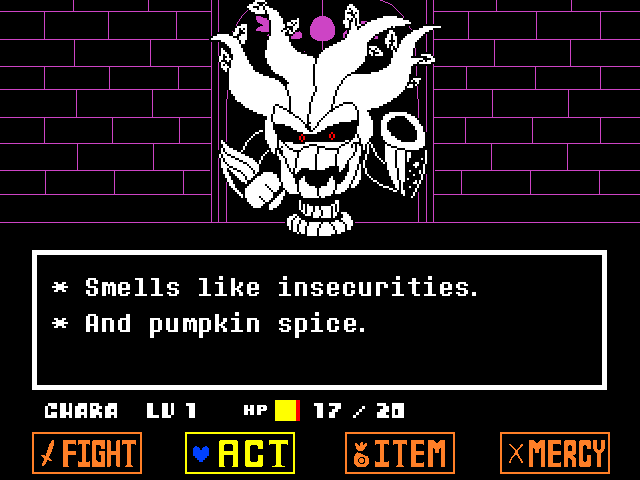 * Smells like insecurities.
* And pumpkin spice.
CHARA LV 1 HP 17 / 20
FIGHT ACT ITEM MERCY